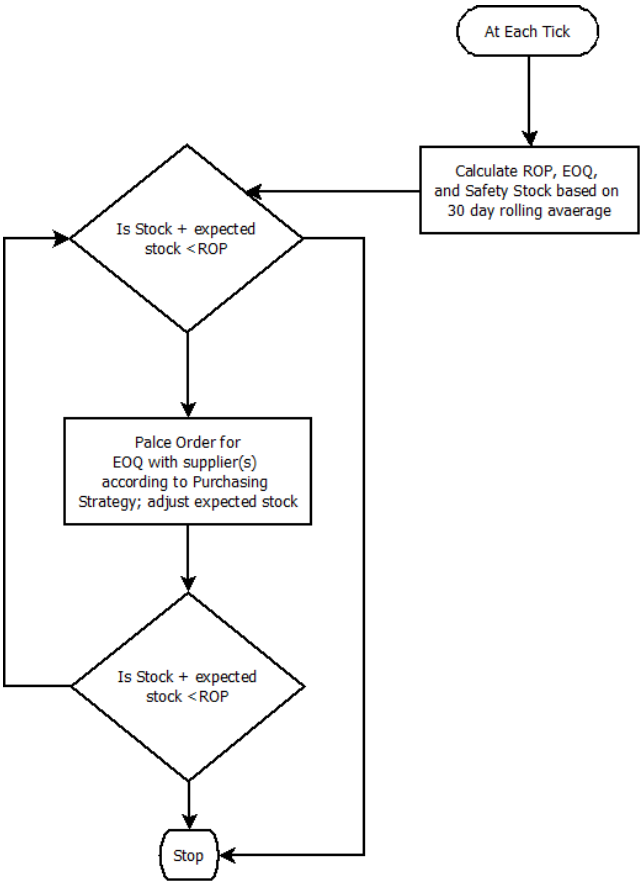 At Each Tick
Calculate ROP, EOQ,
and Safety Stock based on
30 day rolling avaerage
Is Stock + expected
stock <ROP
Palce Order for
EOQ with supplier(s)
according to Purchasing
Strategy; adjust expected stock
Is Stock + expected
stock <ROP
Stop